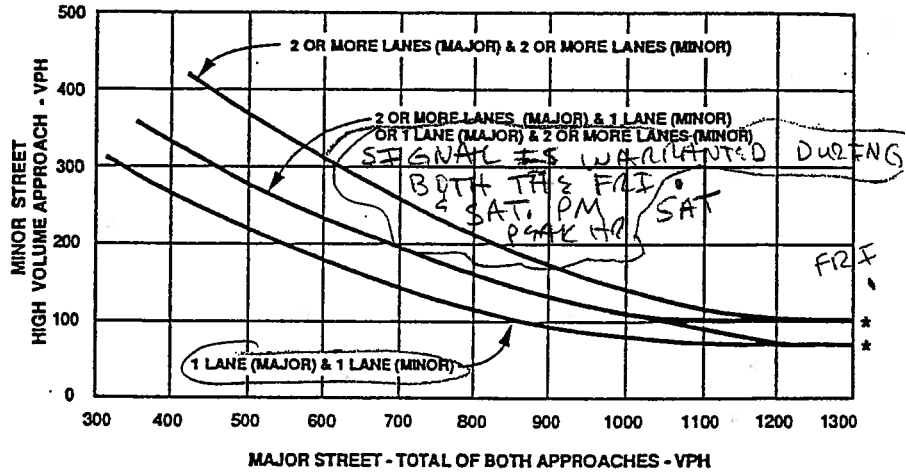 500
2 OR MORE LANES (MAJOR) & 2 OR MORE LANES (MINOR)
400
2 OR MORE LANES (MAJOR) & 1 LANE (MINOR)
OR 1 LANE (MAJOR) & 2 OR MORE LANES (MINOR)
SIGNAL IS WARRANTED DURING
BOTH THE FRI.
& SAT. PM
PEAK HR.
SAT
300
200
FRI
100
*
*
1 LANE (MAJOR) & 1 LANE (MINOR)
0
300 400 500 600 700 800 900 1000 1100 1200 1300
MINOR STREET
HIGH VOLUME APPROACH - VPH
MAJOR STREET - TOTAL OF BOTH APPROACHES - VPH